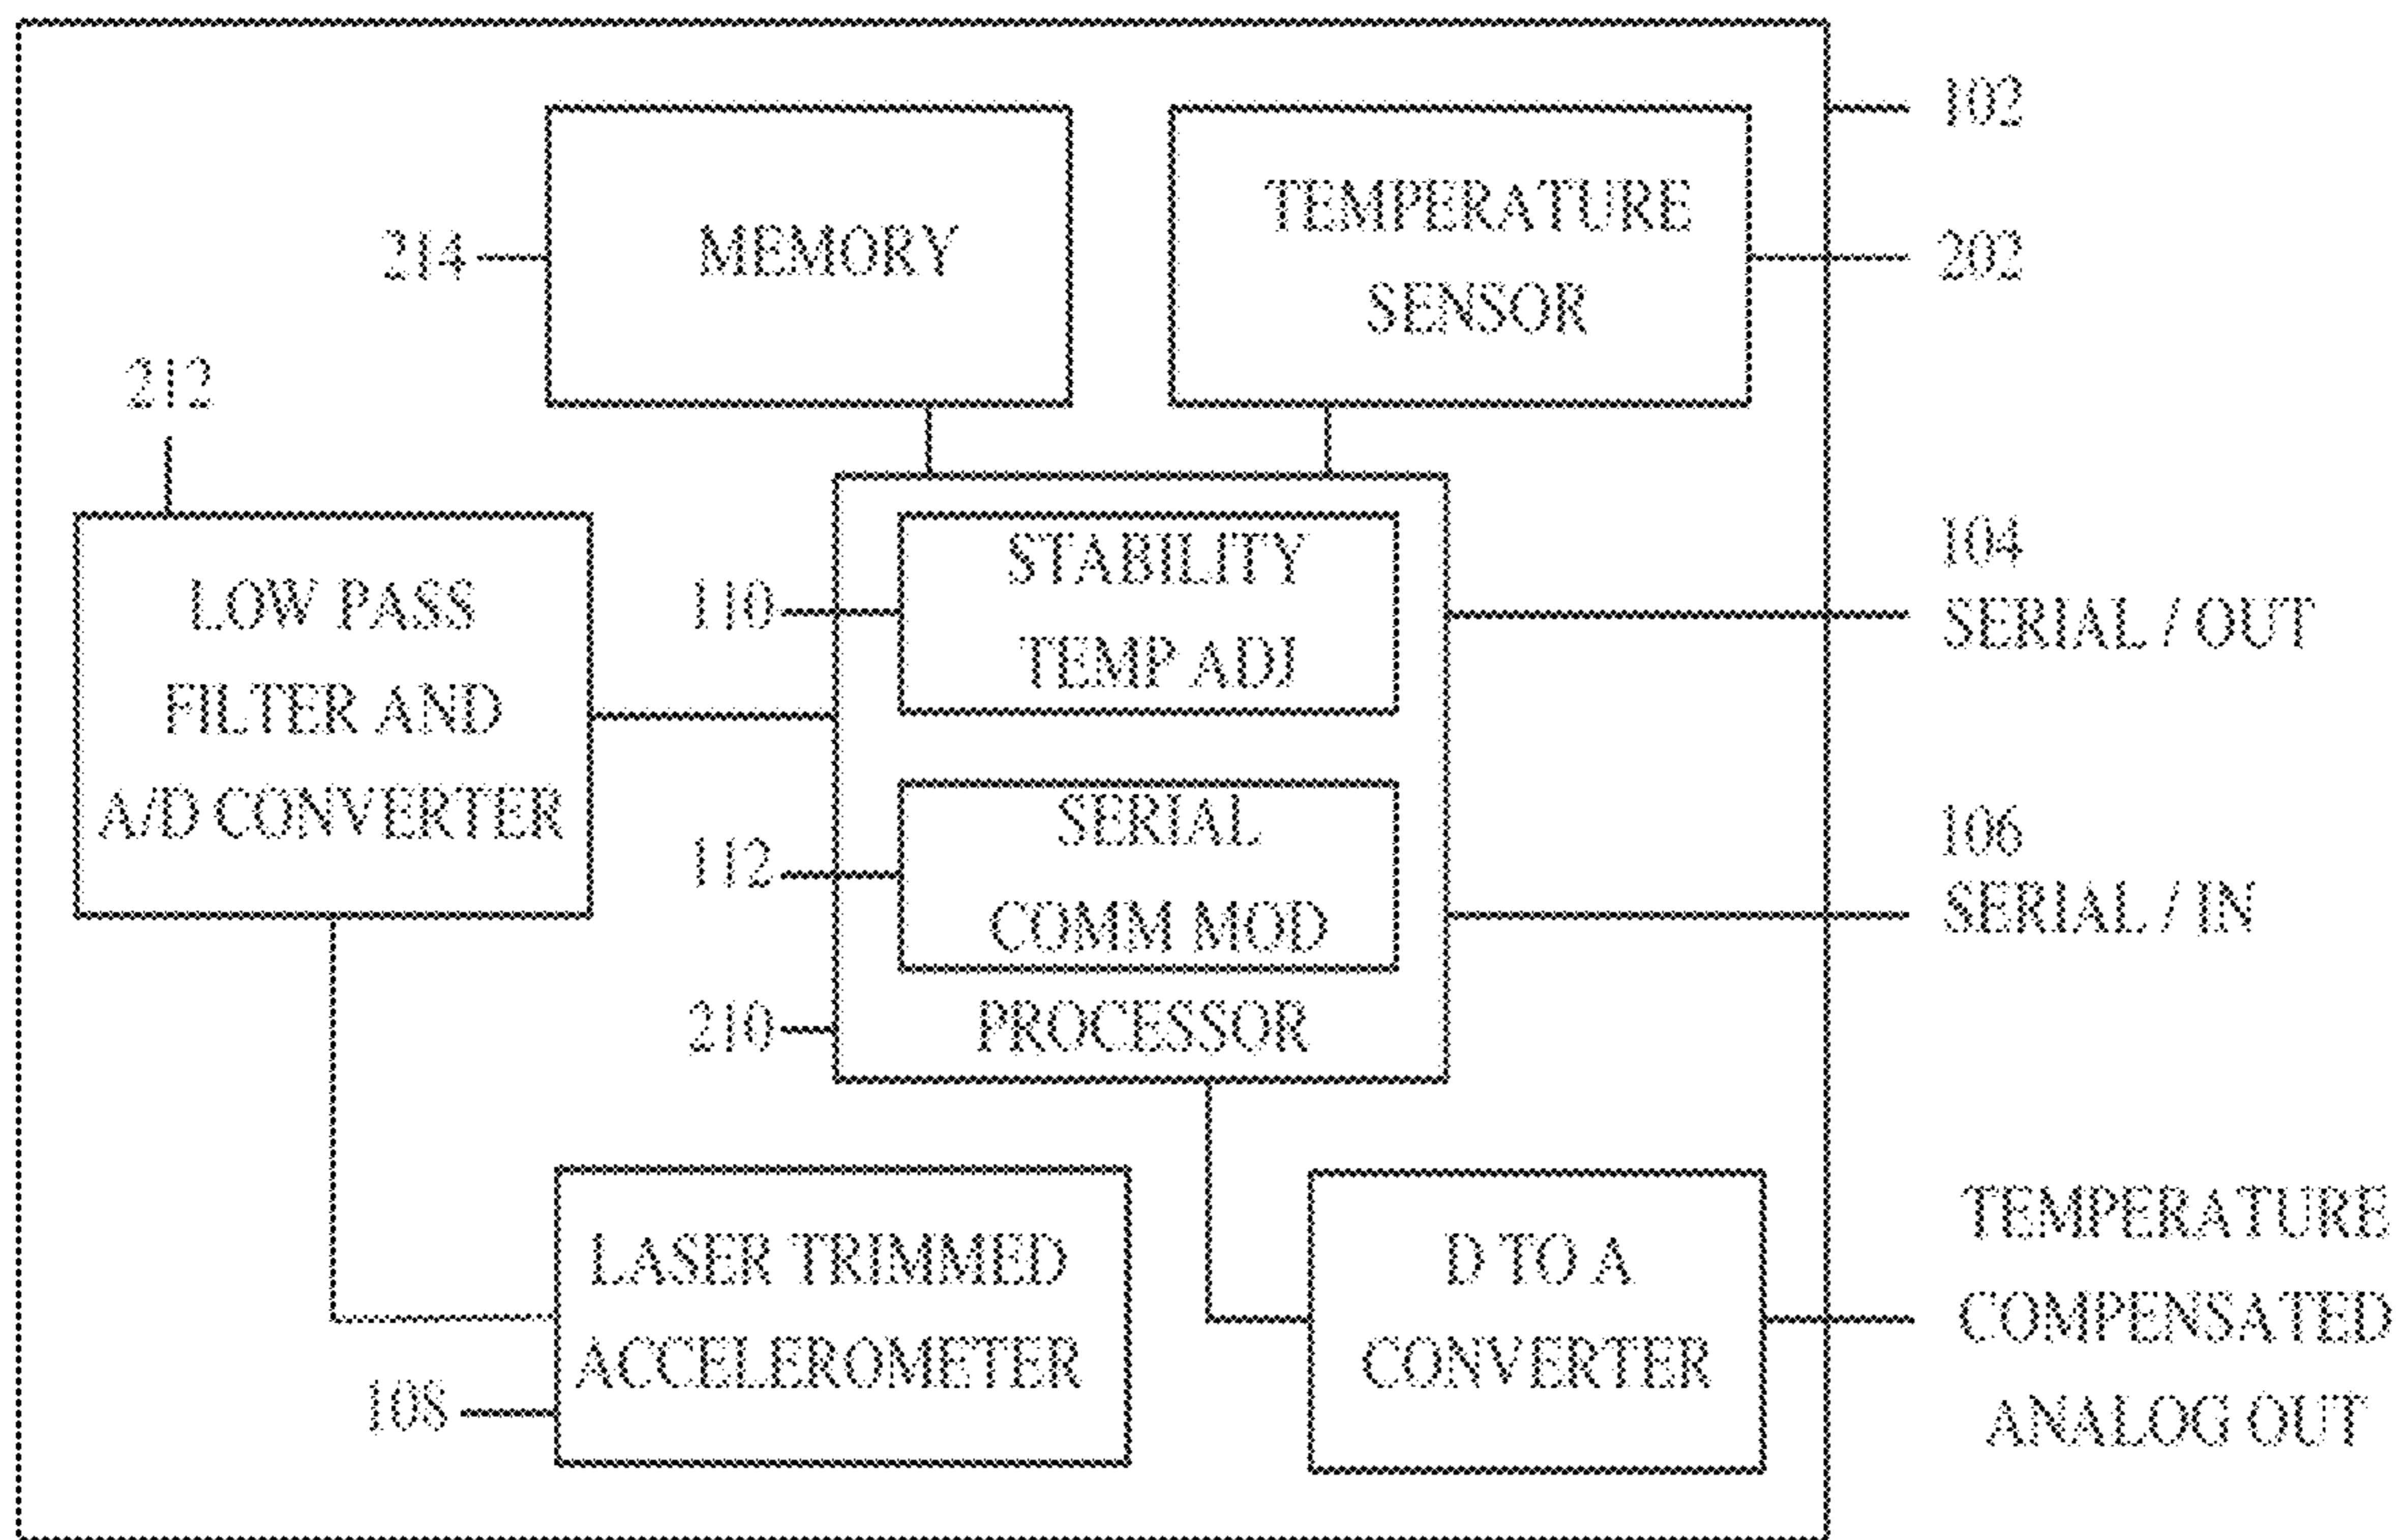 102
214
MEMORY
TEMPERATURE
SENSOR
202
212
LOW PASS
FILTER AND
A/D CONVERTER
110
STABILITY
TEMP ADJ
104
SERIAL / OUT
112
SERIAL
COMM MOD
106
SERIAL / IN
210
PROCESSOR
LASER TRIMMED
ACCELEROMETER
108
D TO A
CONVERTER
TEMPERATURE
COMPENSATED
ANALOG OUT